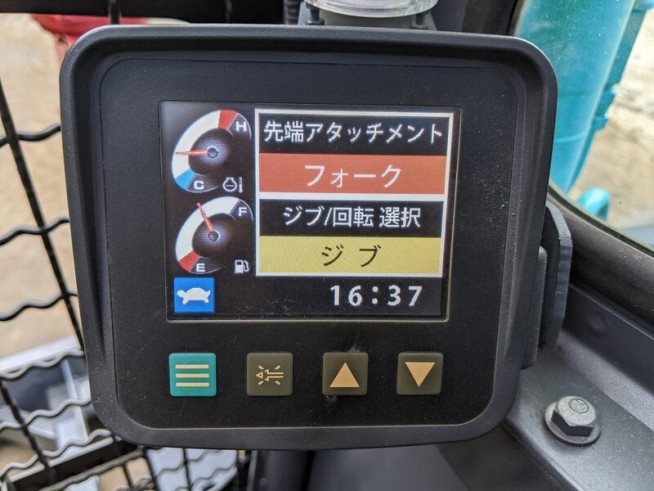 H
先端アタッチメント
フォーク
C
F
ジブ/回転 選択
ジブ
E
16:37